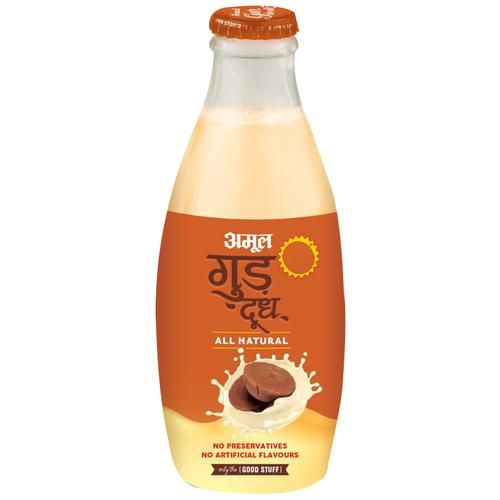 अमूल
गुड़
दूध
ALL NATURAL
NO PRESERVATIVES
NO ARTIFICIAL FLAVOURS
only the {GOOD STUFF}